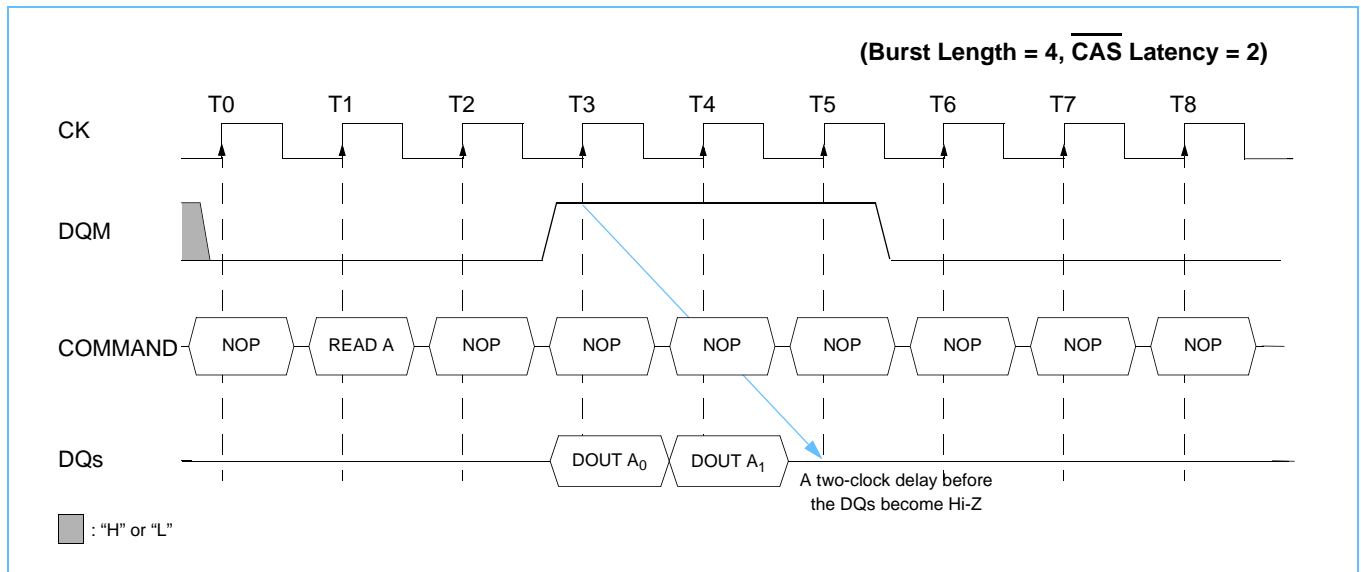 (Burst Length = 4, CAS Latency = 2)
T0 T1 T2 T3 T4 T5 T6 T7 T8
CK
DQM
COMMAND NOP READ A NOP NOP NOP NOP NOP NOP NOP
DQs DOUT A0 DOUT A1
A two-clock delay before
the DQs become Hi-Z
: “H” or “L”